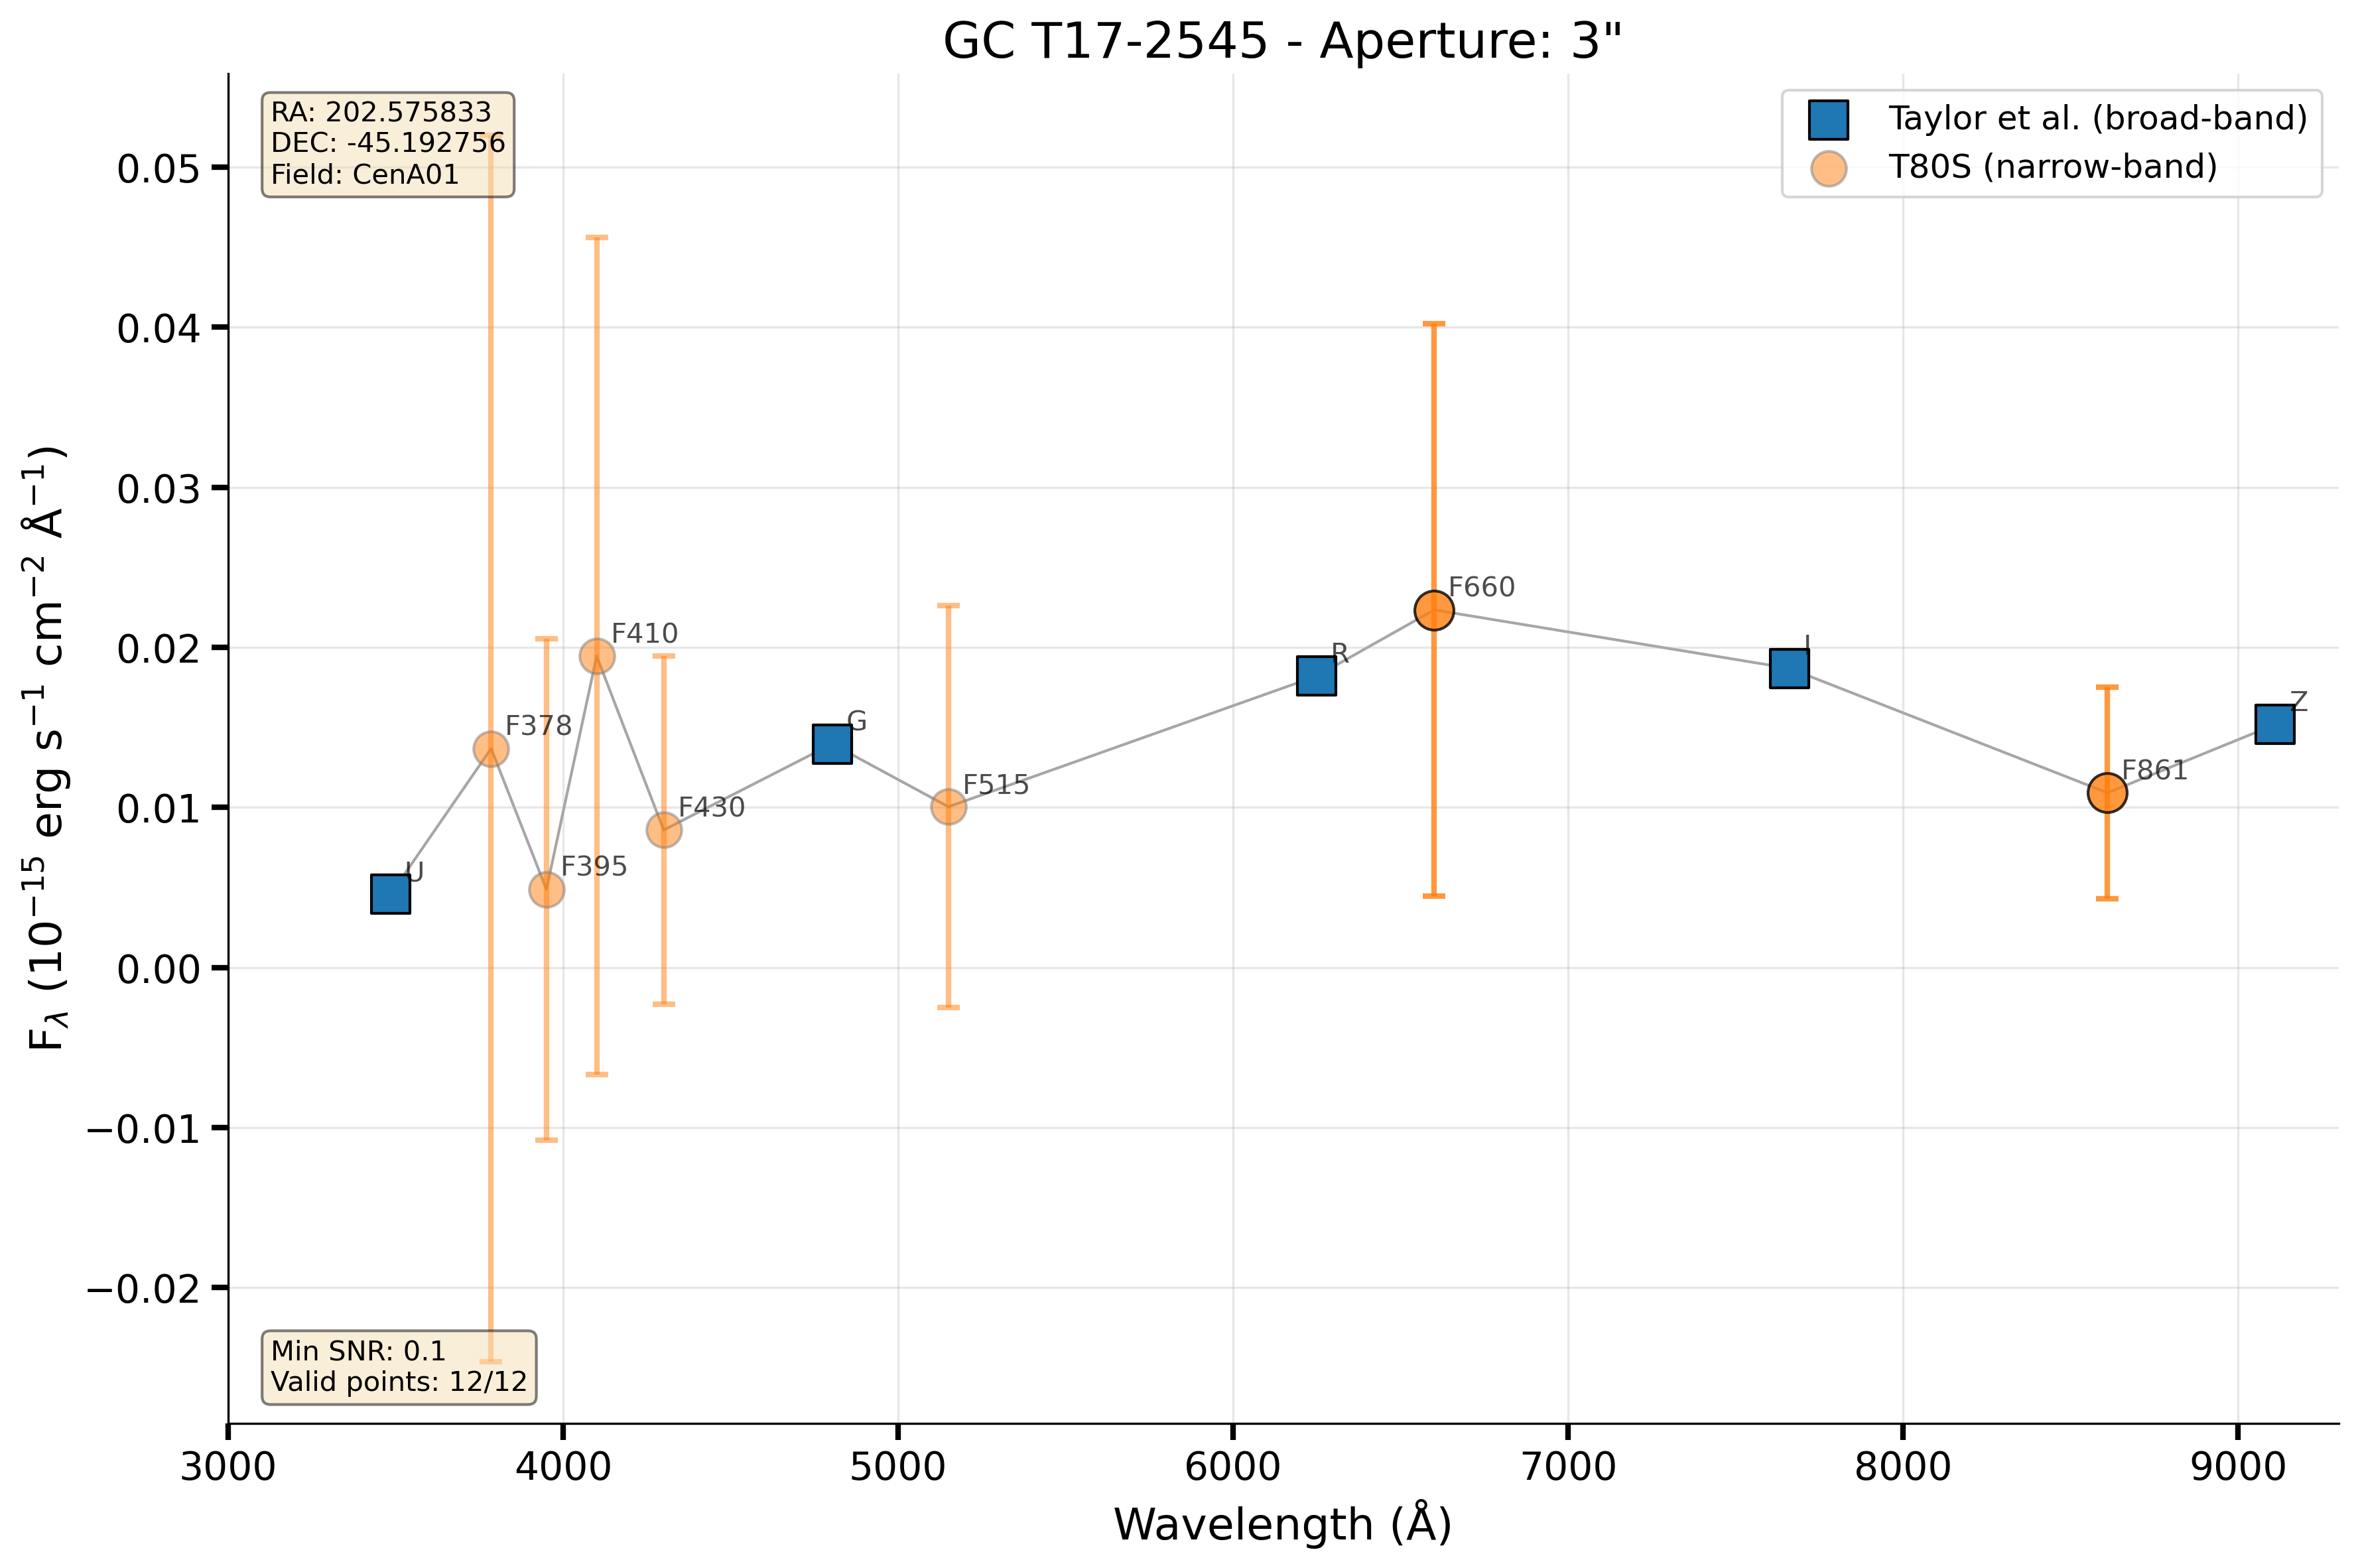 GC T17-2545 - Aperture: 3"
RA: 202.575833
DEC: -45.192756
Field: CenA01
Taylor et al. (broad-band)
T80S (narrow-band)
0.05
0.04
0.03
0.02
0.01
0.00
−0.01
−0.02
F_λ (10⁻¹⁵ erg s⁻¹ cm⁻² Å⁻¹)
U
F378
F395
F410
F430
G
F515
R
F660
I
F861
Z
Min SNR: 0.1
Valid points: 12/12
3000 4000 5000 6000 7000 8000 9000
Wavelength (Å)